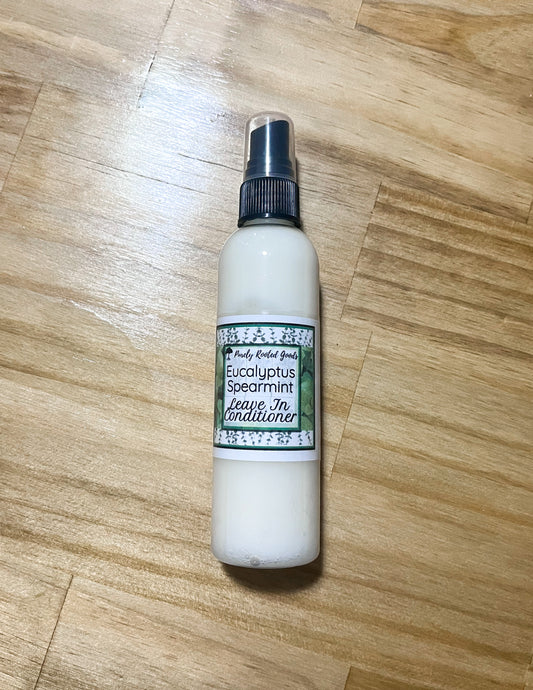 Purely Rooted Goods
Eucalyptus
Spearmint
Leave In
Conditioner